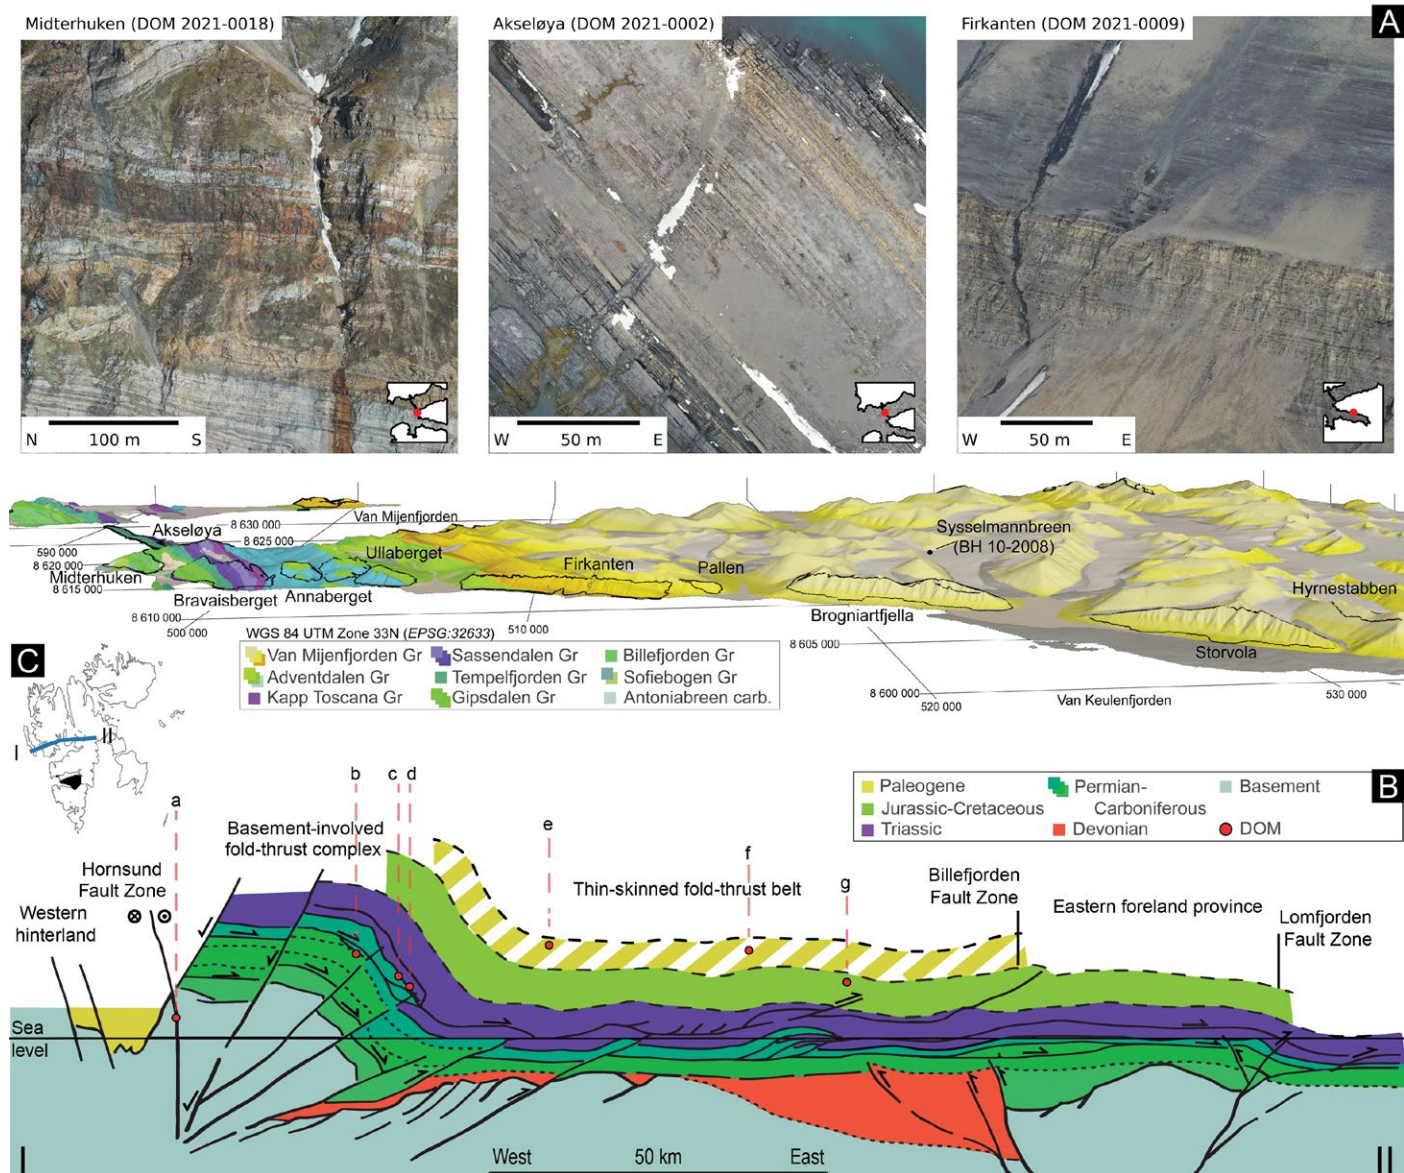 Midterhuken (DOM 2021-0018)
Akseløya (DOM 2021-0002)
Firkanten (DOM 2021-0009)
A
N 100 m S
W 50 m E
W 50 m E
Akseløya
8 630 000
Van Mijenfjorden
590 000
8 625 000
8 620 000
Ullaberget
Sysselmannbreen
(BH 10-2008)
Midterhuken
8 615 000
Firkanten
Pallen
Hyrnestabben
Bravaisberget
Annaberget
8 610 000
500 000
510 000
Brogniartfjella
8 605 000
Storvola
8 600 000
520 000
Van Keulenfjorden
530 000
WGS 84 UTM Zone 33N (EPSG:32633)
Van Mijenfjorden Gr
Sassendalen Gr
Billefjorden Gr
Adventdalen Gr
Tempelfjorden Gr
Sofiebogen Gr
Kapp Toscana Gr
Gipsdalen Gr
Antoniabreen carb.
C
I
II
B
Paleogene
Permian-
Carboniferous
Basement
Jurassic-Cretaceous
Triassic
Devonian
DOM
a
b
c
d
e
f
g
Basement-involved
fold-thrust complex
Hornsund
Fault Zone
Western
hinterland
Thin-skinned fold-thrust belt
Billefjorden
Fault Zone
Eastern foreland province
Lomfjorden
Fault Zone
Sea
level
I
West 50 km East
II